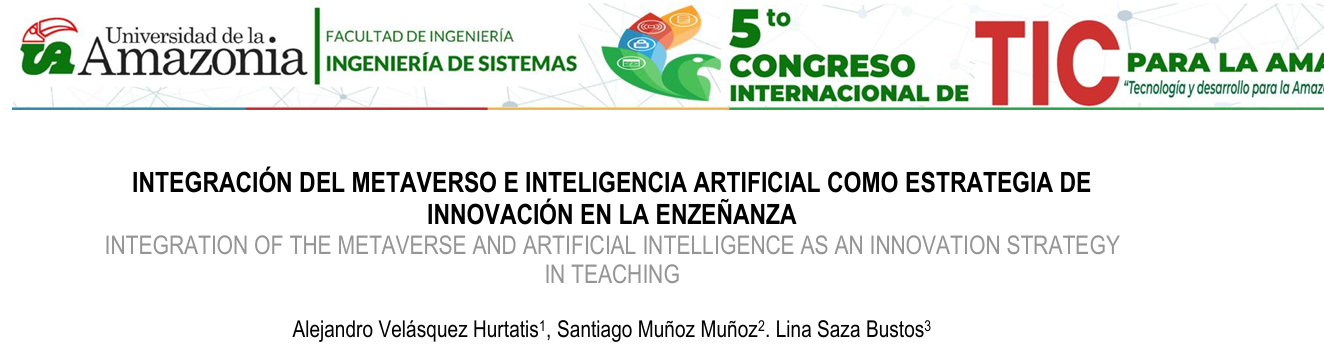 Universidad de la
Amazonia
FACULTAD DE INGENIERÍA
INGENIERÍA DE SISTEMAS
5to
CONGRESO
INTERNACIONAL DE
TIC
PARA LA AMA
"Tecnología y desarrollo para la Amazo
INTEGRACIÓN DEL METAVERSO E INTELIGENCIA ARTIFICIAL COMO ESTRATEGIA DE
INNOVACIÓN EN LA ENZEÑANZA
INTEGRATION OF THE METAVERSE AND ARTIFICIAL INTELLIGENCE AS AN INNOVATION STRATEGY
IN TEACHING
Alejandro Velásquez Hurtatis1, Santiago Muñoz Muñoz2. Lina Saza Bustos3